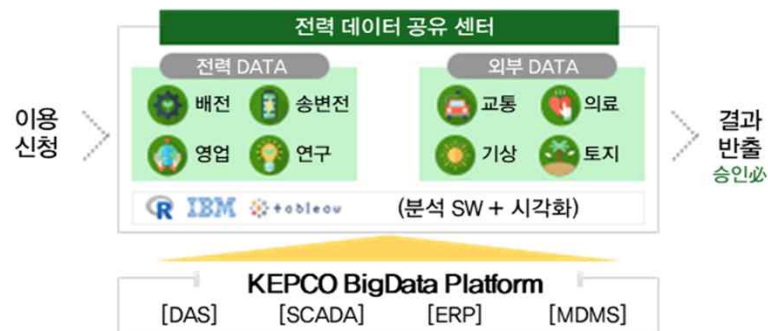 전력 데이터 공유 센터
전력 DATA
외부 DATA
배전
송변전
교통
의료
영업
연구
기상
토지
이용
신청
결과
반출
승인必
R IBM tableau (분석 SW + 시각화)
KEPCO BigData Platform
[DAS] [SCADA] [ERP] [MDMS]